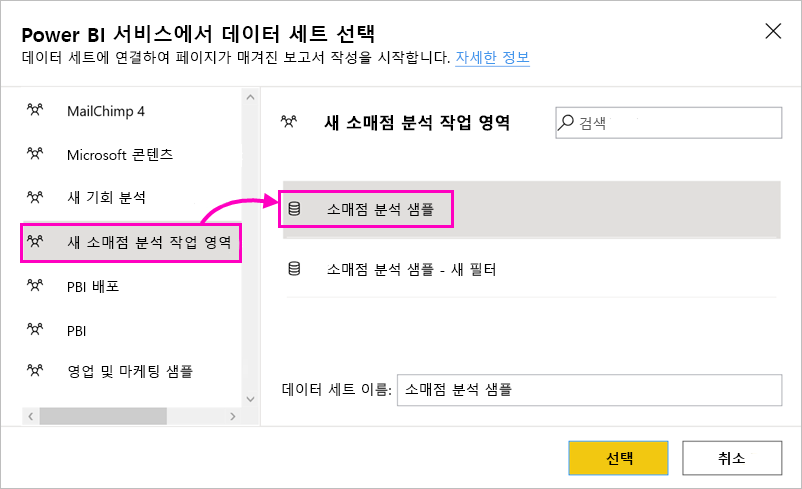 Power BI 서비스에서 데이터 세트 선택
데이터 세트에 연결하여 페이지가 매겨진 보고서 작성을 시작합니다. 자세한 정보
MailChimp 4
Microsoft 콘텐츠
새 기회 분석
새 소매점 분석 작업 영역
PBI 배포
PBI
영업 및 마케팅 샘플
새 소매점 분석 작업 영역
검색
소매점 분석 샘플
소매점 분석 샘플 - 새 필터
데이터 세트 이름: 소매점 분석 샘플
선택
취소